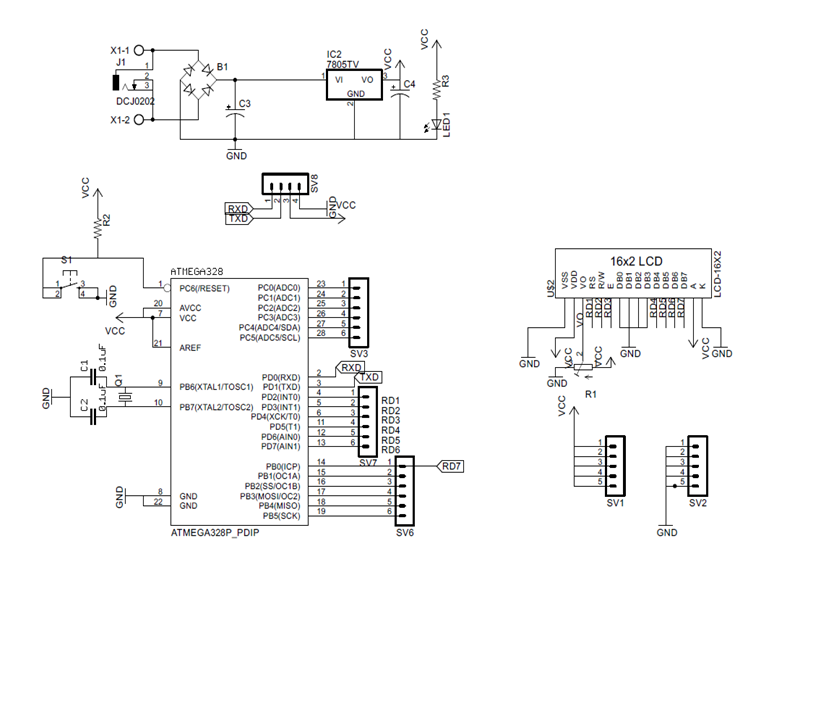 X1-1
J1
1
2
3
DCJ0202
X1-2
B1
C3
+
GND
IC2
7805TV
1
VI
VO
3
GND
2
VCC
C4
+
VCC
R3
LED1
SV8
1
2
3
4
RXD
TXD
GND
VCC
VCC
R2
S1
1
2
3
4
GND
ATMEGA328
1 PC6(/RESET)
20 AVCC
7 VCC
VCC
21 AREF
9 PB6(XTAL1/TOSC1)
10 PB7(XTAL2/TOSC2)
8 GND
22 GND
GND
C1
0.1uF
C2
0.1uF
Q1
GND
PC0(ADC0) 23 1
PC1(ADC1) 24 2
PC2(ADC2) 25 3
PC3(ADC3) 26 4
PC4(ADC4/SDA) 27 5
PC5(ADC5/SCL) 28 6
SV3
PD0(RXD) 2 RXD
PD1(TXD) 3 TXD
PD2(INT0) 4 1 RD1
PD3(INT1) 5 2 RD2
PD4(XCK/T0) 6 3 RD3
PD5(T1) 11 4 RD4
PD6(AIN0) 12 5 RD5
PD7(AIN1) 13 6 RD6
SV7
PB0(ICP) 14 1 RD7
PB1(OC1A) 15 2
PB2(SS/OC1B) 16 3
PB3(MOSI/OC2) 17 4
PB4(MISO) 18 5
PB5(SCK) 19 6
SV6
ATMEGA328P_PDIP
16x2 LCD
LCD-16X2
U$2
VSS
VDD
VO
RS
R/W
E
DB0
DB1
DB2
DB3
DB4
DB5
DB6
DB7
A
K
VO
RD1
RD2
RD3
RD4
RD5
RD6
RD7
GND
VCC
GND
2
VCC
GND
VCC
GND
R1
VCC
1
2
3
4
5
SV1
1
2
3
4
5
SV2
GND